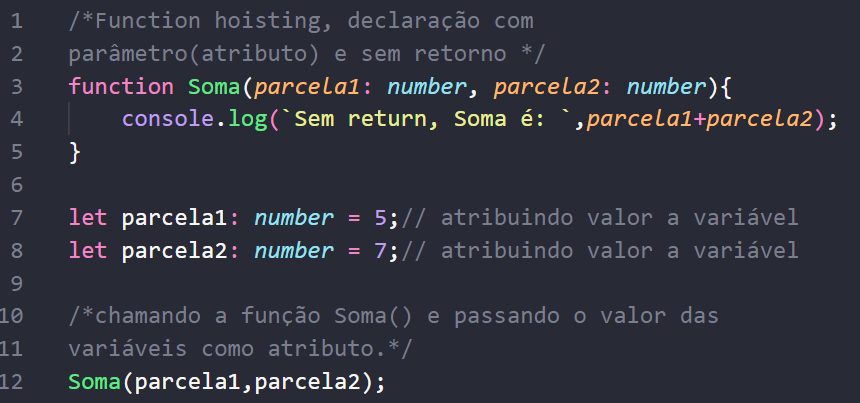 1 /*Function hoisting, declaração com
2 parâmetro(atributo) e sem retorno */
3 function Soma(parcela1: number, parcela2: number){
4 console.log(`Sem return, Soma é: `,parcela1+parcela2);
5 }
6
7 let parcela1: number = 5;// atribuindo valor a variável
8 let parcela2: number = 7;// atribuindo valor a variável
9
10 /*chamando a função Soma() e passando o valor das
11 variáveis como atributo.*/
12 Soma(parcela1,parcela2);